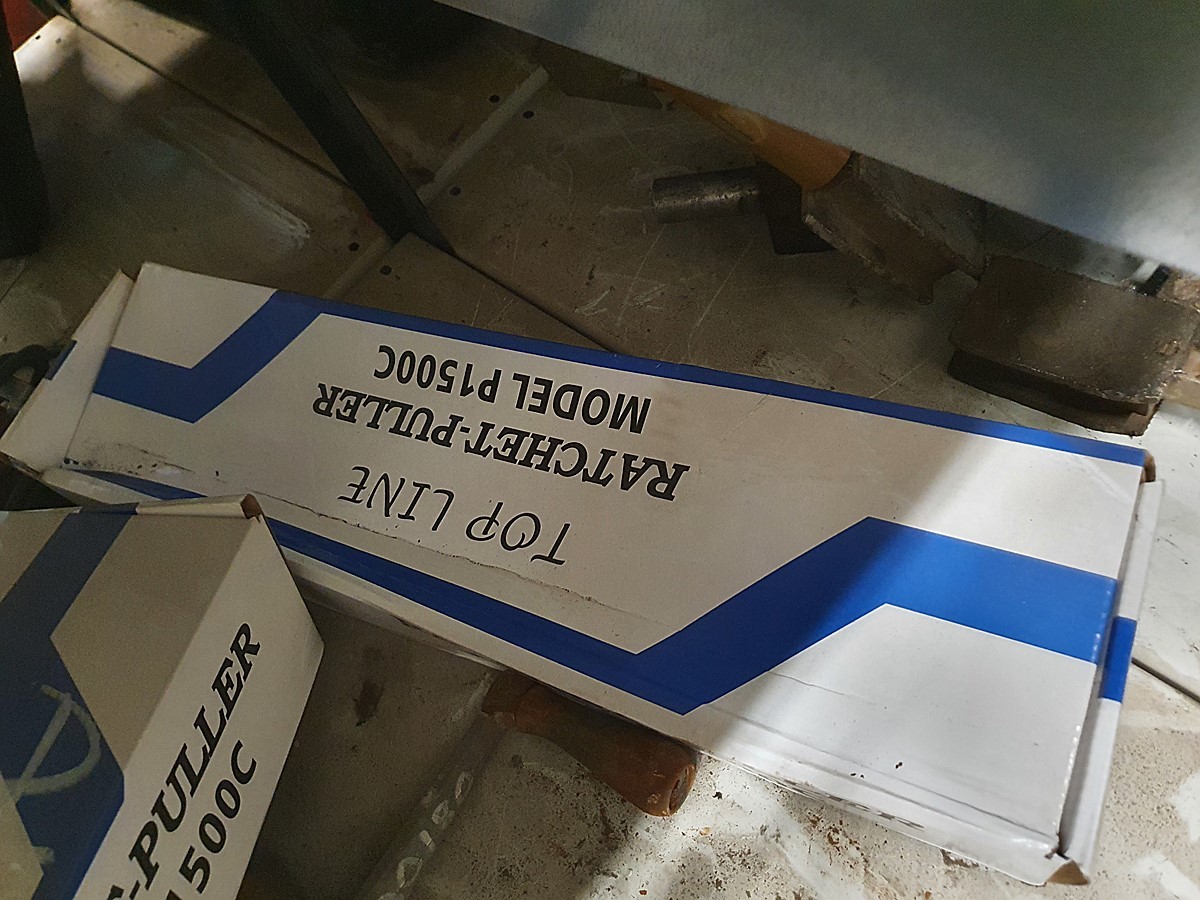 TOP LINE
RATCHET-PULLER
MODEL P1500C
-PULLER
1500C